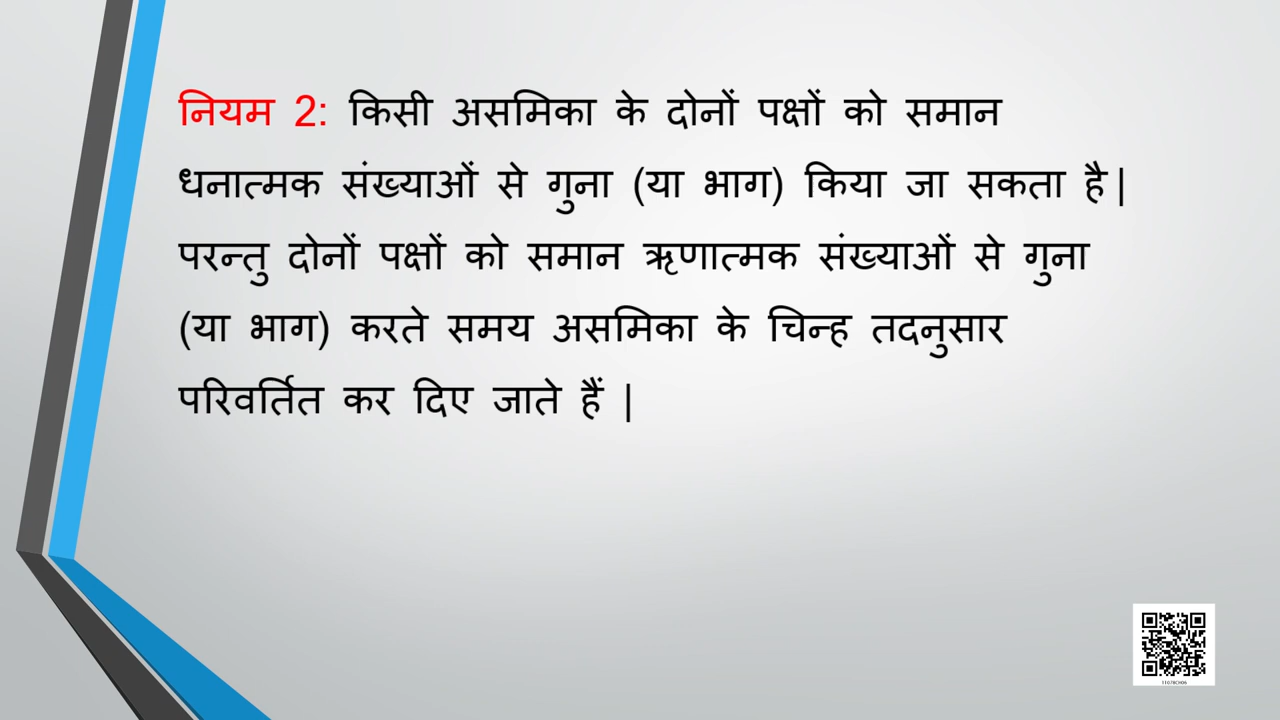 नियम 2: किसी असमिका के दोनों पक्षों को समान
धनात्मक संख्याओं से गुना (या भाग) किया जा सकता है|
परन्तु दोनों पक्षों को समान ऋणात्मक संख्याओं से गुना
(या भाग) करते समय असमिका के चिन्ह तदनुसार
परिवर्तित कर दिए जाते हैं |